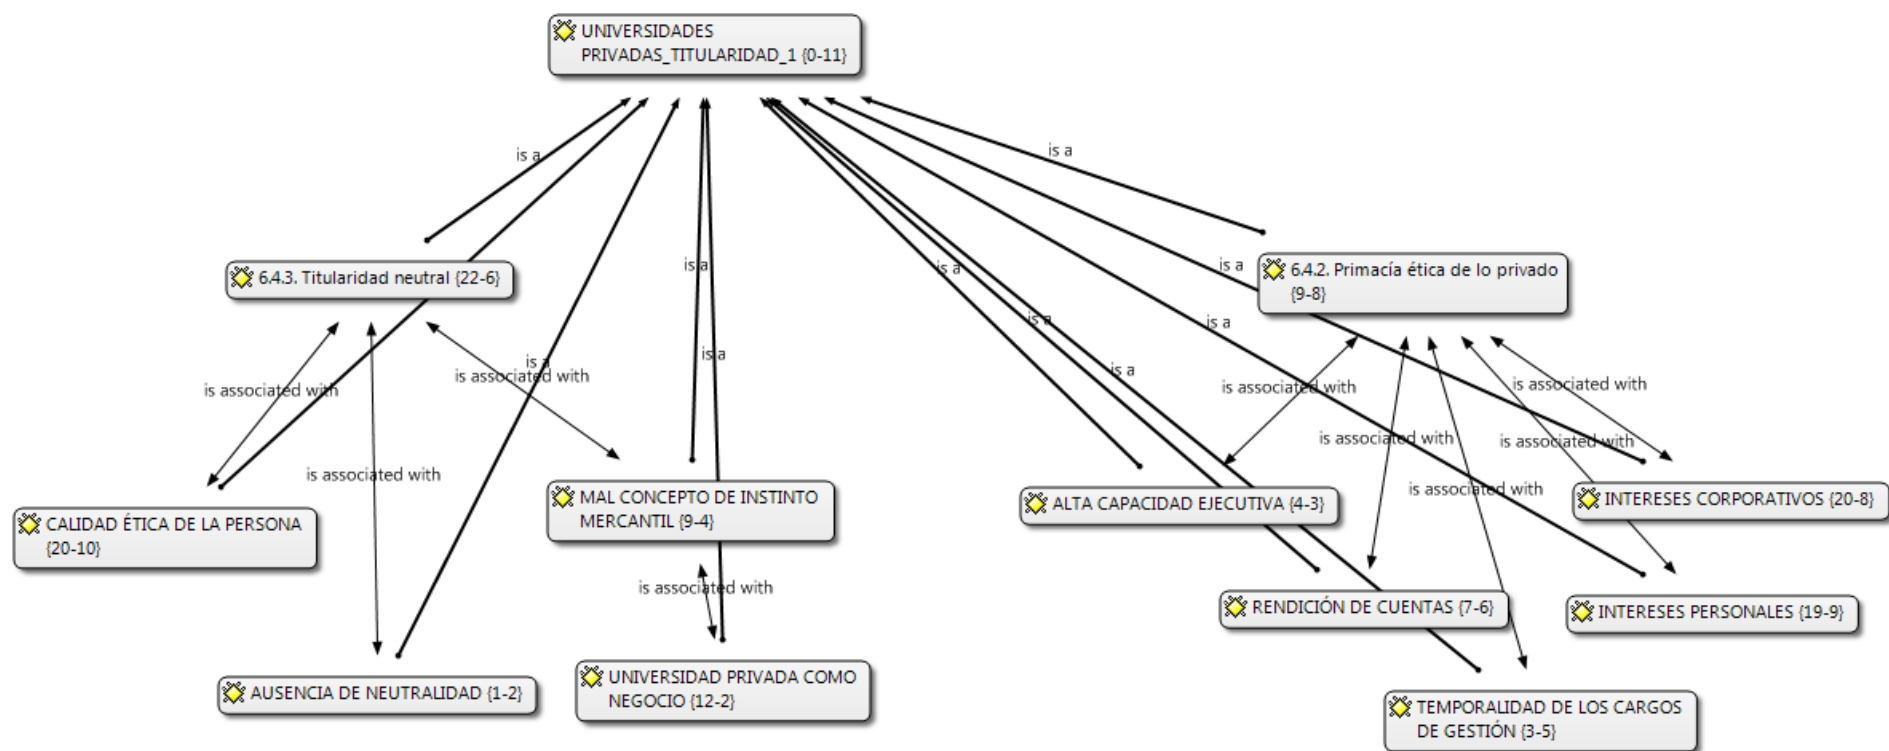 UNIVERSIDADES
PRIVADAS_TITULARIDAD_1 {0-11}
is a
is a
6.4.3. Titularidad neutral {22-6}
is a
is a
is a
6.4.2. Primacía ética de lo privado
{9-8}
is a
is a
is a
is a
is a
is associated with
is associated with
is associated with
is associated with
is associated with
is associated with
is associated with
is associated with
MAL CONCEPTO DE INSTINTO
MERCANTIL {9-4}
ALTA CAPACIDAD EJECUTIVA {4-3}
INTERESES CORPORATIVOS {20-8}
CALIDAD ÉTICA DE LA PERSONA
{20-10}
is associated with
RENDICIÓN DE CUENTAS {7-6}
INTERESES PERSONALES {19-9}
AUSENCIA DE NEUTRALIDAD {1-2}
UNIVERSIDAD PRIVADA COMO
NEGOCIO {12-2}
TEMPORALIDAD DE LOS CARGOS
DE GESTIÓN {3-5}